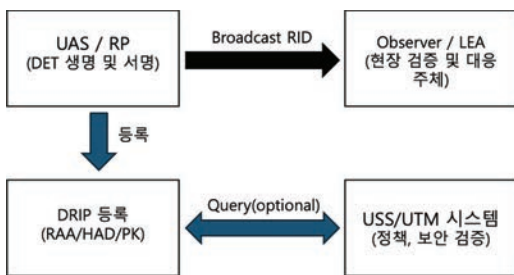 UAS / RP
(DET 생명 및 서명)
Broadcast RID
Observer / LEA
(현장 검증 및 대응
주체)
등록
DRIP 등록
(RAA/HAD/PK)
Query(optional)
USS/UTM 시스템
(정책, 보안 검증)